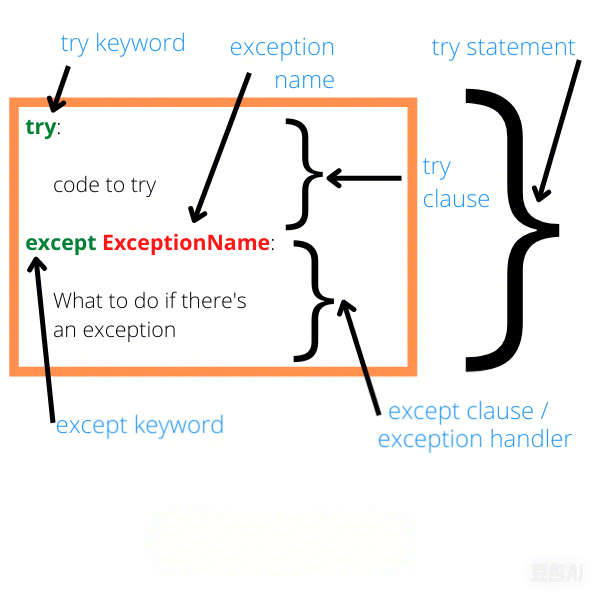 try keyword
exception
name
try statement
try:
code to try
try
clause
except ExceptionName:
What to do if there's
an exception
except keyword
except clause /
exception handler
豆包AI